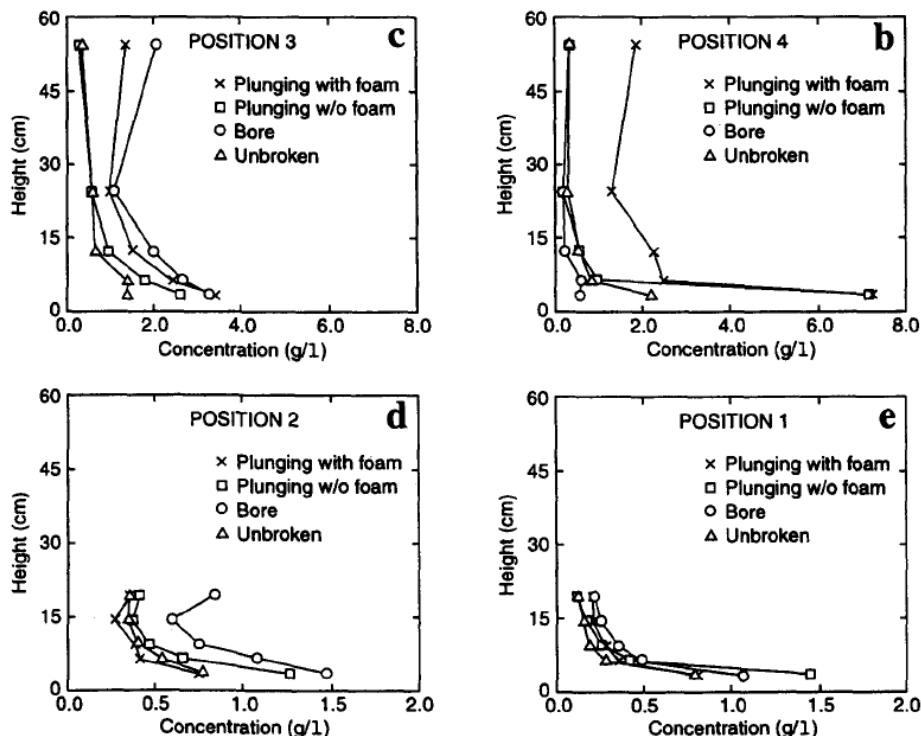 60
45
30
15
0
Height (cm)
POSITION 3
c
Plunging with foam
Plunging w/o foam
Bore
Unbroken
0.0 2.0 4.0 6.0 8.0
Concentration (g/l)
60
45
30
15
0
Height (cm)
POSITION 4
b
Plunging with foam
Plunging w/o foam
Bore
Unbroken
0.0 2.0 4.0 6.0 8.0
Concentration (g/l)
60
45
30
15
0
Height (cm)
POSITION 2
d
Plunging with foam
Plunging w/o foam
Bore
Unbroken
0.0 0.5 1.0 1.5 2.0
Concentration (g/l)
60
45
30
15
0
Height (cm)
POSITION 1
e
Plunging with foam
Plunging w/o foam
Bore
Unbroken
0.0 0.5 1.0 1.5 2.0
Concentration (g/l)